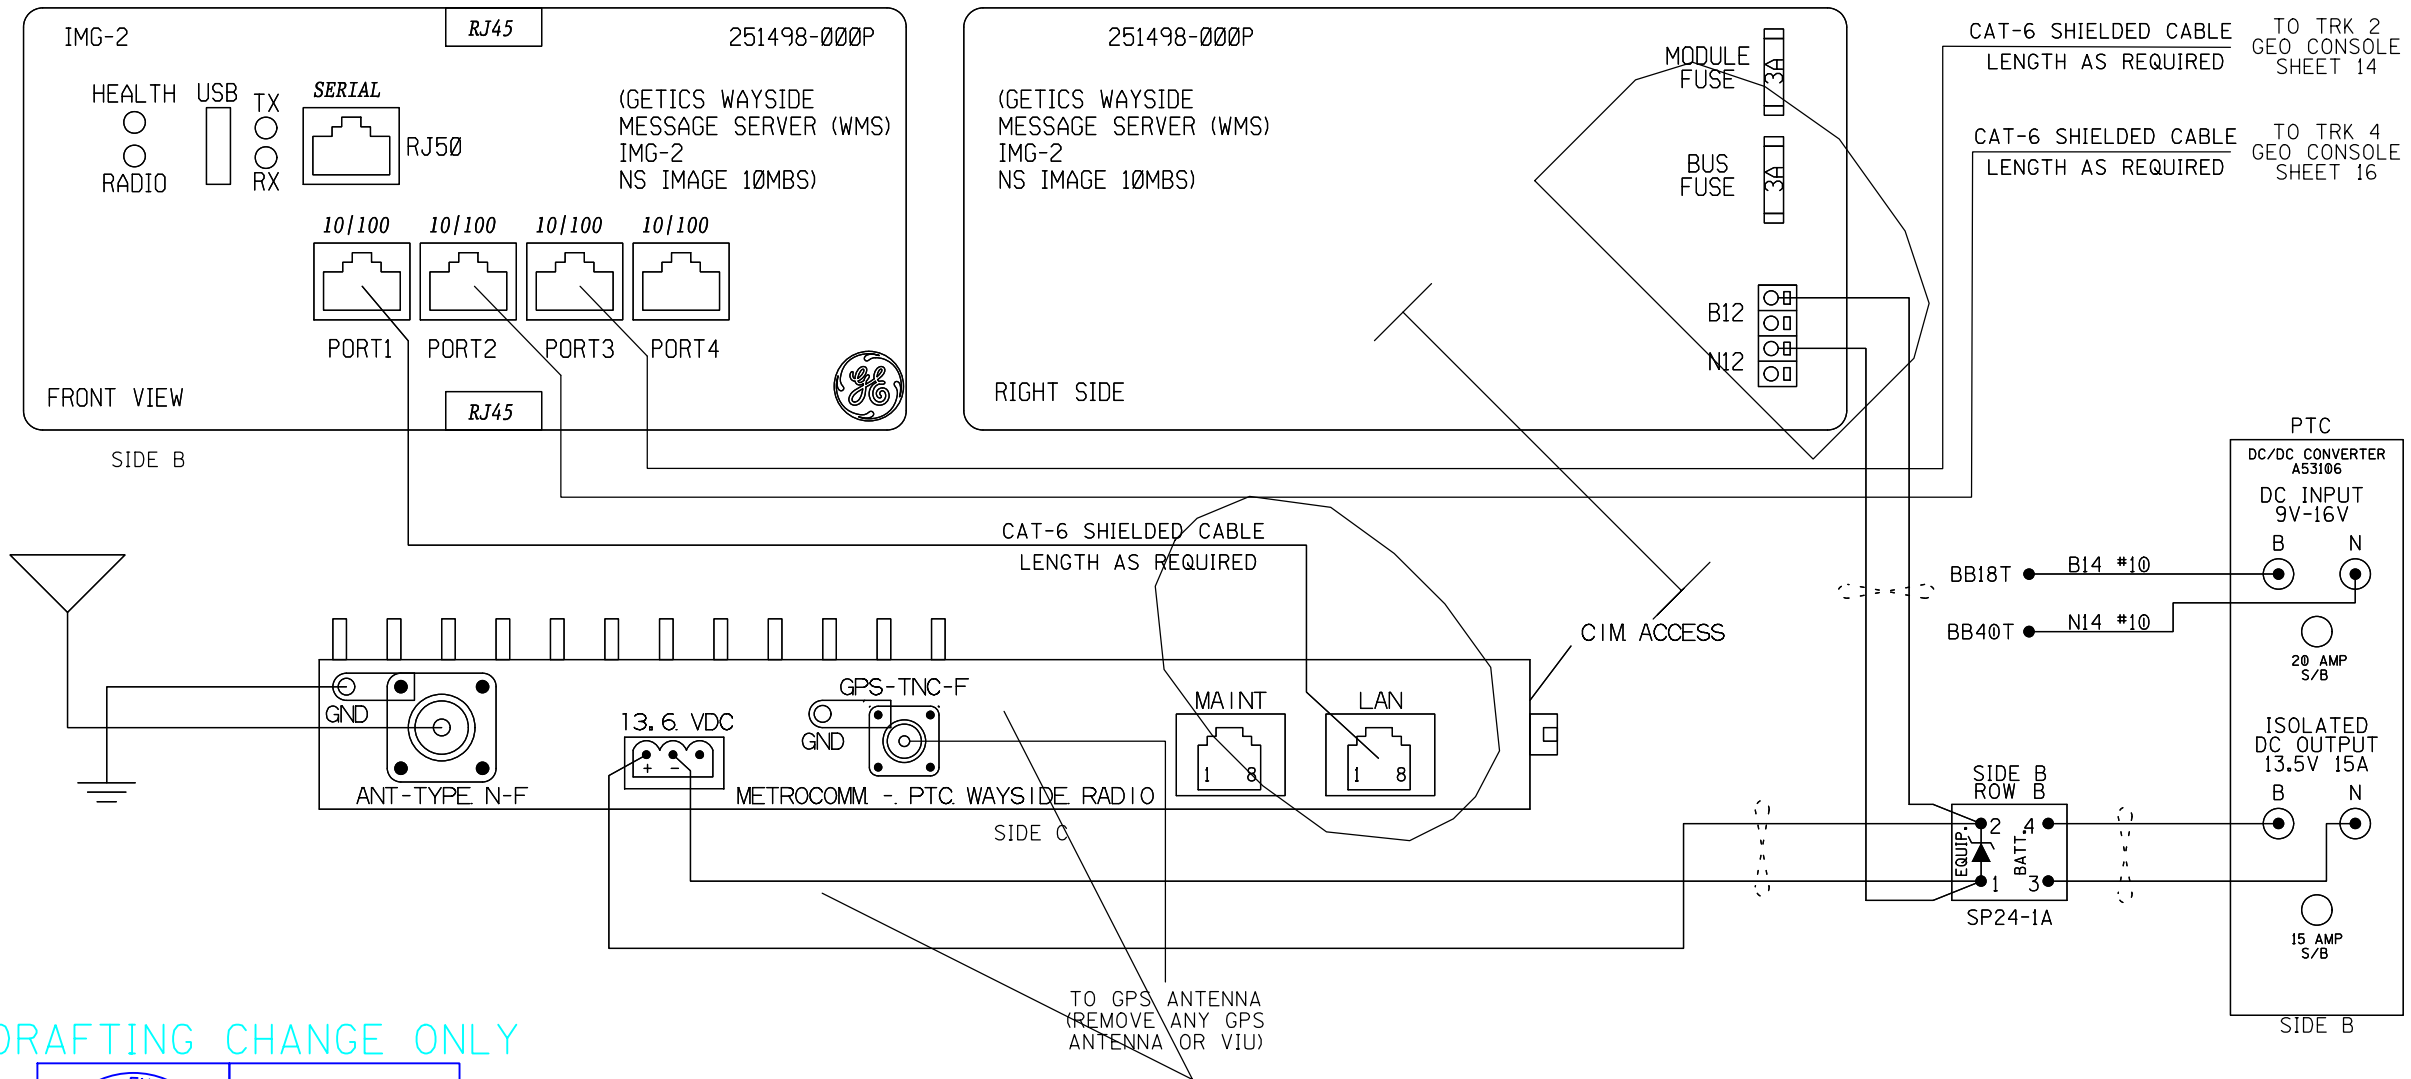 IMG-2
RJ45
251498-000P
HEALTH
USB
TX
SERIAL
RADIO
RX
RJ50
(GETICS WAYSIDE
MESSAGE SERVER (WMS)
IMG-2
NS IMAGE 10MBS)
10/100
10/100
10/100
10/100
PORT1
PORT2
PORT3
PORT4
FRONT VIEW
RJ45
GE
SIDE B
251498-000P
(GETICS WAYSIDE
MESSAGE SERVER (WMS)
IMG-2
NS IMAGE 10MBS)
MODULE
FUSE
3A
BUS
FUSE
3A
B12
N12
RIGHT SIDE
CAT-6 SHIELDED CABLE
LENGTH AS REQUIRED
TO TRK 2
GEO CONSOLE
SHEET 14
CAT-6 SHIELDED CABLE
LENGTH AS REQUIRED
TO TRK 4
GEO CONSOLE
SHEET 16
CAT-6 SHIELDED CABLE
LENGTH AS REQUIRED
CIM ACCESS
GND
ANT-TYPE N-F
13.6 VDC
+ -
GPS-TNC-F
GND
METROCOMM -. PTC. WAYSIDE RADIO
MAINT
1 8
LAN
1 8
SIDE C
TO GPS ANTENNA
(REMOVE ANY GPS
ANTENNA OR VIU)
PTC
DC/DC CONVERTER
A53106
DC INPUT
9V-16V
B N
BB18T
B14 #10
BB40T
N14 #10
20 AMP
S/B
ISOLATED
DC OUTPUT
13.5V 15A
B N
15 AMP
S/B
SIDE B
SIDE B
ROW B
2 4
EQUIP.
BATT.
1 3
SP24-1A
DRAFTING CHANGE ONLY